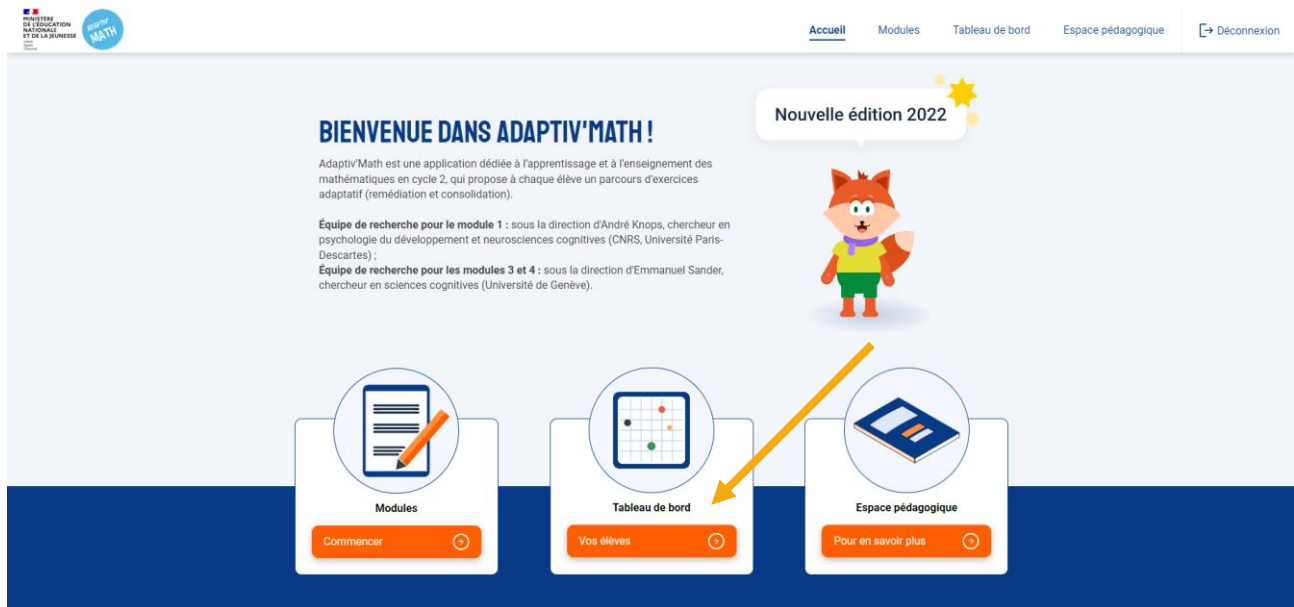 MINISTÈRE
DE L'ÉDUCATION
NATIONALE
ET DE LA JEUNESSE
ADAPTIV'
MATH
Accueil
Modules
Tableau de bord
Espace pédagogique
Déconnexion
Nouvelle édition 2022
BIENVENUE DANS ADAPTIV'MATH !
Adaptiv'Math est une application dédiée à l'apprentissage et à l'enseignement des
mathématiques en cycle 2, qui propose à chaque élève un parcours d'exercices
adaptatif (remédiation et consolidation).
Équipe de recherche pour le module 1 : sous la direction d'André Knops, chercheur en
psychologie du développement et neurosciences cognitives (CNRS, Université Paris-
Descartes) ;
Équipe de recherche pour les modules 3 et 4 : sous la direction d'Emmanuel Sander,
chercheur en sciences cognitives (Université de Genève).
Modules
Commencer
Tableau de bord
Vos élèves
Espace pédagogique
Pour en savoir plus